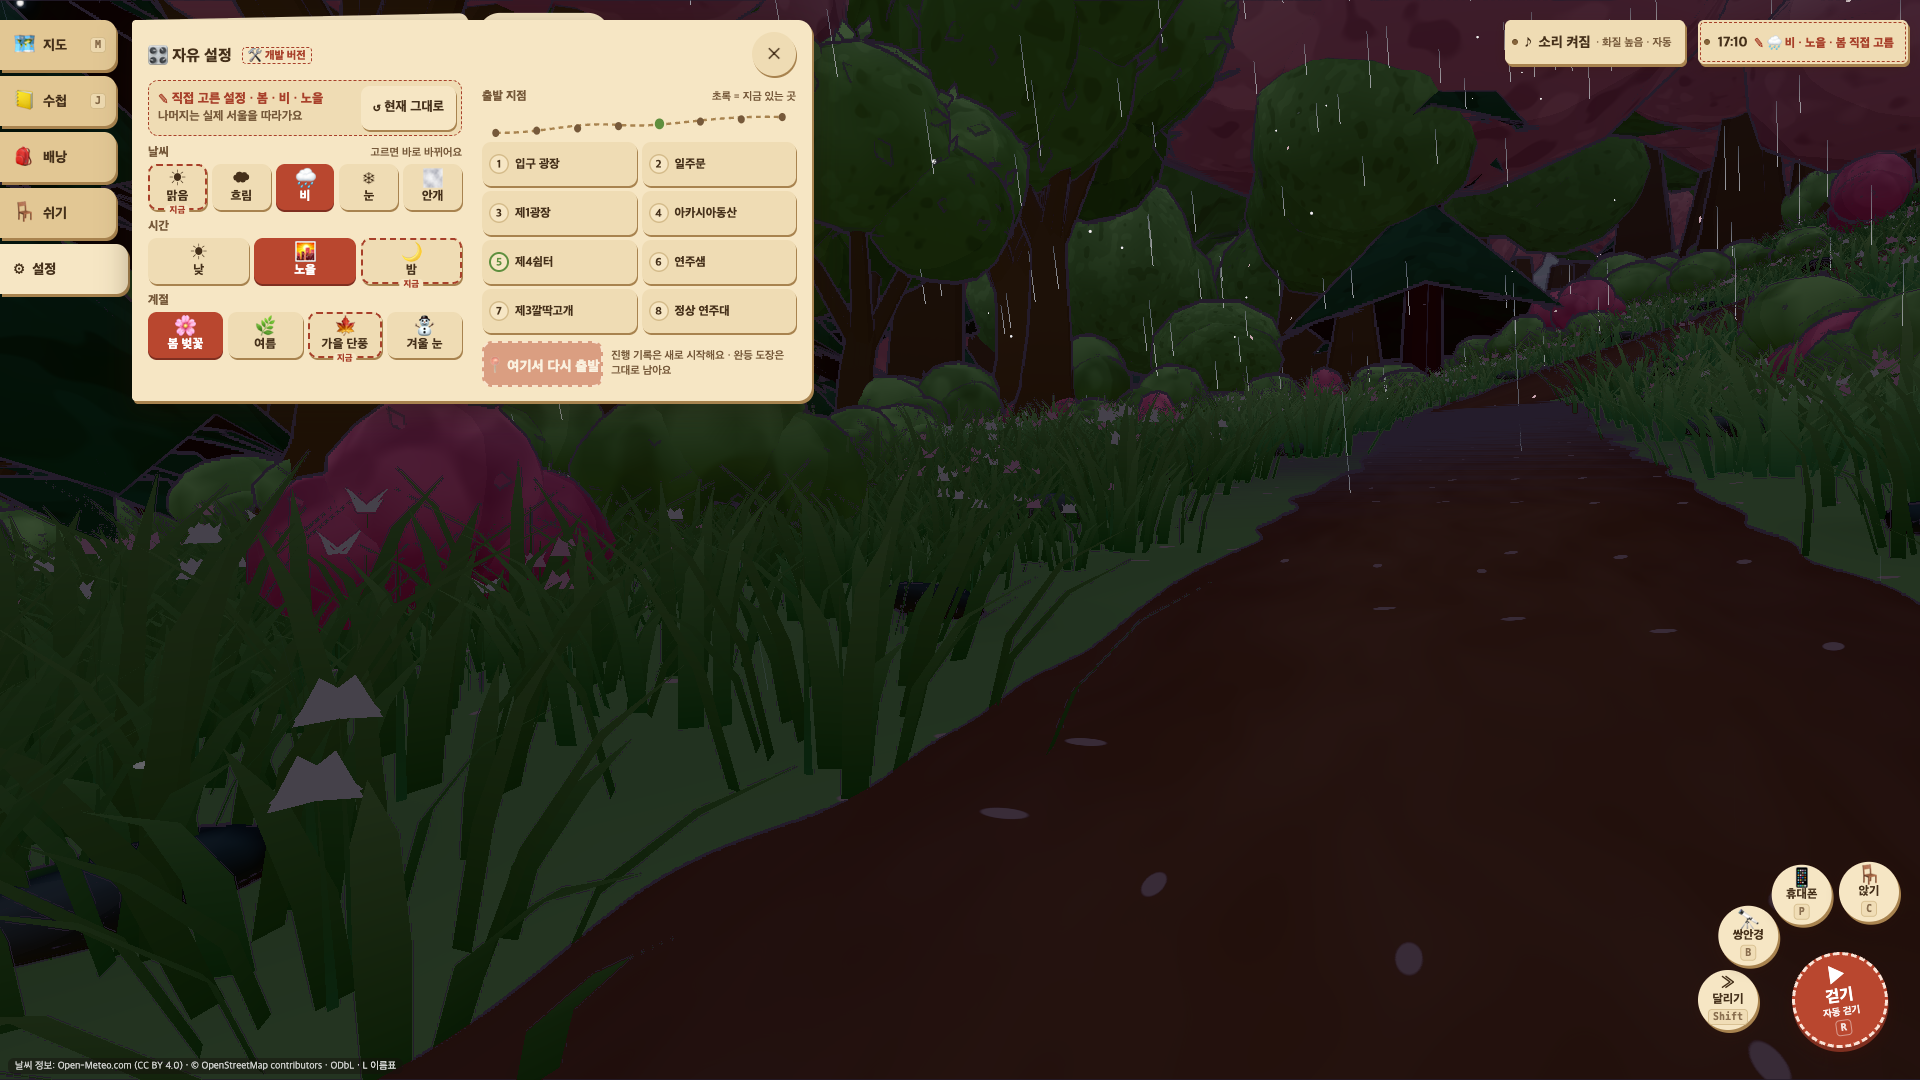 지도 M
수첩 J
배낭
쉬기
설정
자유 설정
개발 버전
직접 고른 설정 · 봄 · 비 · 노을
나머지는 실제 서울을 따라가요
↺ 현재 그대로
날씨
고르면 바로 바뀌어요
맑음
지금
흐림
비
눈
안개
시간
낮
노을
밤
지금
계절
봄 벚꽃
여름
가을 단풍
지금
겨울 눈
출발 지점
초록 = 지금 있는 곳
1 입구 광장
2 일주문
3 제1광장
4 아카시아동산
5 제4쉼터
6 연주샘
7 제3깔딱고개
8 정상 연주대
여기서 다시 출발
진행 기록은 새로 시작해요 · 완등 도장은
그대로 남아요
♪ 소리 켜짐 · 화질 높음 · 자동
17:10 비 · 노을 · 봄 직접 고름
휴대폰
P
앉기
C
쌍안경
B
달리기
Shift
걷기
자동 걷기
R
날씨 정보: Open-Meteo.com (CC BY 4.0) · © OpenStreetMap contributors · ODbL · L 이름표